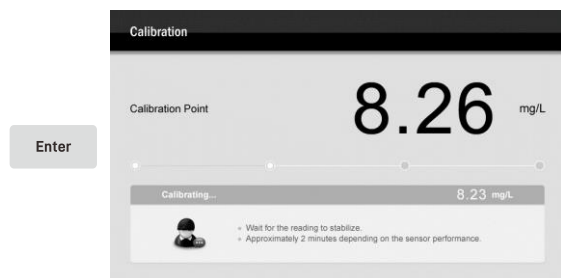 Calibration
Calibration Point 8.26 mg/L
Enter
Calibrating... 8.23 mg/L
Wait for the reading to stabilize.
Approximately 2 minutes depending on the sensor performance.